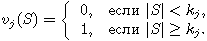 v_j(S) = { 0, если |S| < k_j,
1, если |S| ≥ k_j.